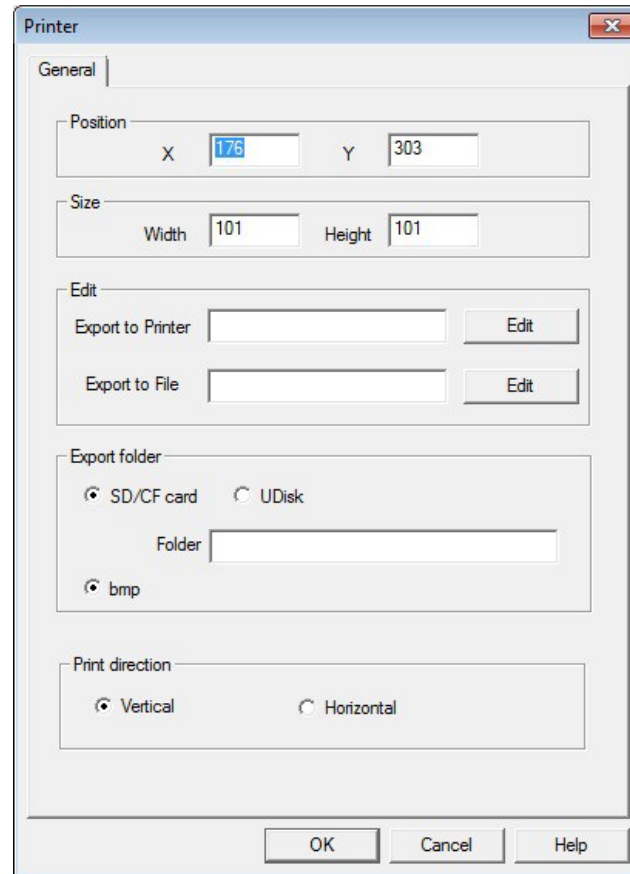 Printer
General
Position
X 176 Y 303
Size
Width 101 Height 101
Edit
Export to Printer Edit
Export to File Edit
Export folder
SD/CF card UDisk
Folder
bmp
Print direction
Vertical Horizontal
OK Cancel Help